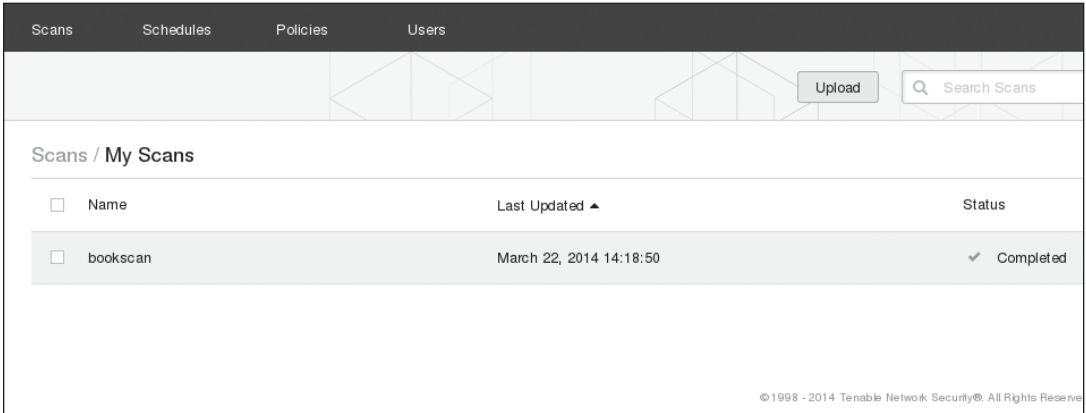 Scans Schedules Policies Users
Upload Search Scans
Scans / My Scans
Name Last Updated Status
bookscan March 22, 2014 14:18:50 Completed
©1998 - 2014 Tenable Network Security®. All Rights Reserve